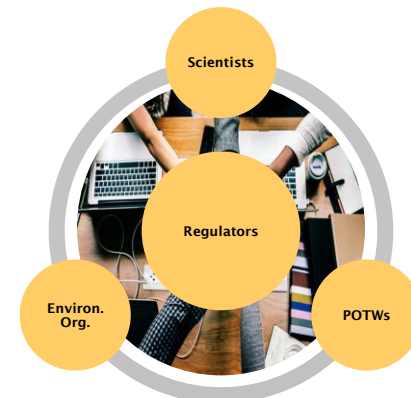 Scientists
Regulators
Environ.
Org.
POTWs